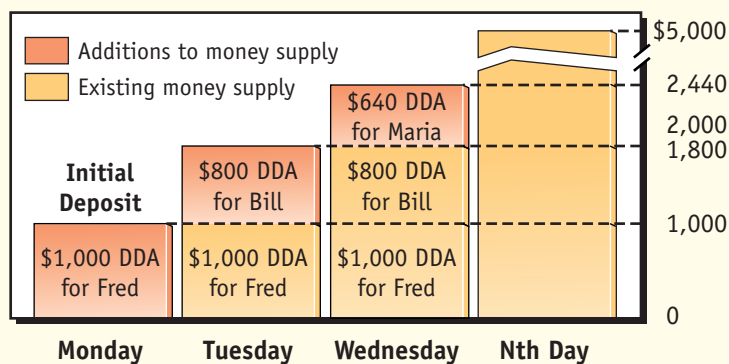 Additions to money supply
Existing money supply
Initial
Deposit
$1,000 DDA
for Fred
$800 DDA
for Bill
$1,000 DDA
for Fred
$640 DDA
for Maria
$800 DDA
for Bill
$1,000 DDA
for Fred
$5,000
2,440
2,000
1,800
1,000
0
Monday
Tuesday
Wednesday
Nth Day